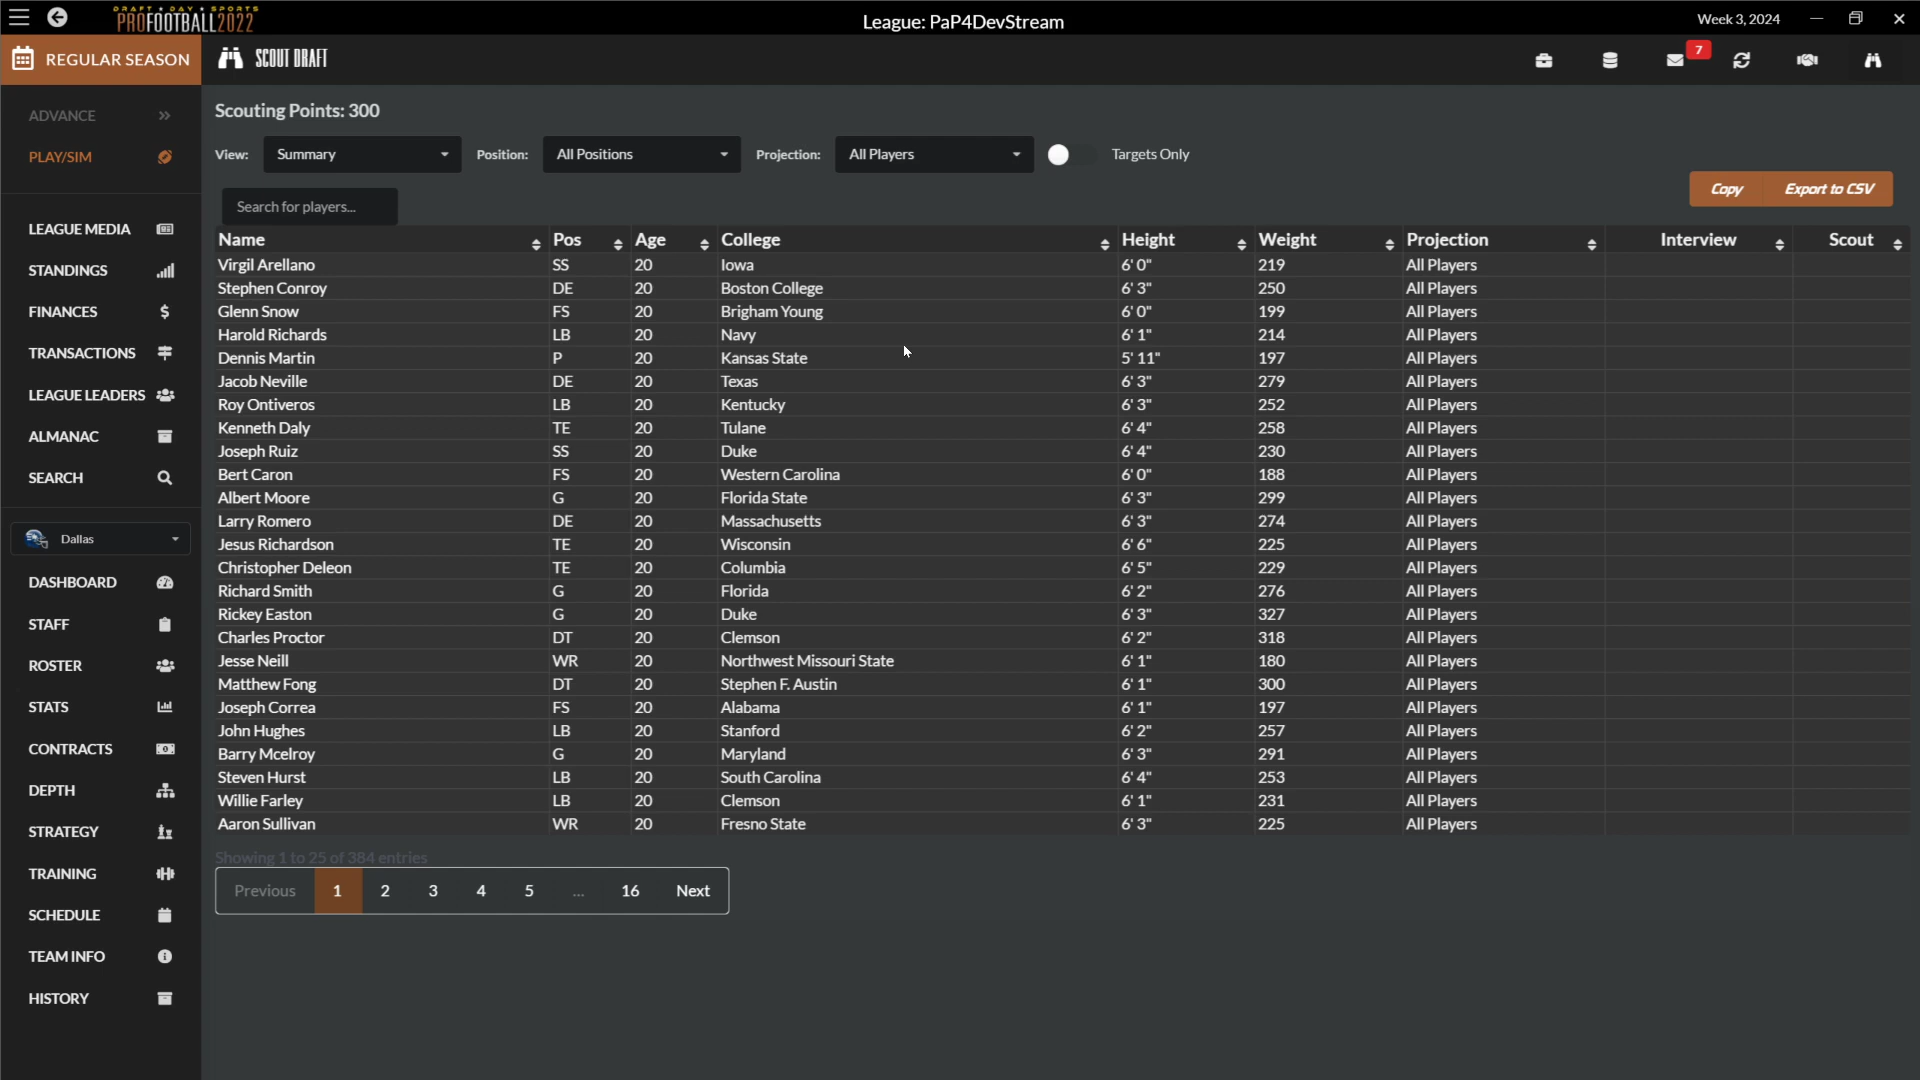 DRAFT • DAY • SPORTS
PROFOOTBALL2022
League: PaP4DevStream
Week 3, 2024
REGULAR SEASON
SCOUT DRAFT
7
ADVANCE
PLAY/SIM
LEAGUE MEDIA
STANDINGS
FINANCES
TRANSACTIONS
LEAGUE LEADERS
ALMANAC
SEARCH
Dallas
DASHBOARD
STAFF
ROSTER
STATS
CONTRACTS
DEPTH
STRATEGY
TRAINING
SCHEDULE
TEAM INFO
HISTORY
Scouting Points: 300
View: Summary Position: All Positions Projection: All Players Targets Only
Copy Export to CSV
Search for players...
Name Pos Age College Height Weight Projection Interview Scout
Virgil Arellano SS 20 Iowa 6' 0" 219 All Players
Stephen Conroy DE 20 Boston College 6' 3" 250 All Players
Glenn Snow FS 20 Brigham Young 6' 0" 199 All Players
Harold Richards LB 20 Navy 6' 1" 214 All Players
Dennis Martin P 20 Kansas State 5' 11" 197 All Players
Jacob Neville DE 20 Texas 6' 3" 279 All Players
Roy Ontiveros LB 20 Kentucky 6' 3" 252 All Players
Kenneth Daly TE 20 Tulane 6' 4" 258 All Players
Joseph Ruiz SS 20 Duke 6' 4" 230 All Players
Bert Caron FS 20 Western Carolina 6' 0" 188 All Players
Albert Moore G 20 Florida State 6' 3" 299 All Players
Larry Romero DE 20 Massachusetts 6' 3" 274 All Players
Jesus Richardson TE 20 Wisconsin 6' 6" 225 All Players
Christopher Deleon TE 20 Columbia 6' 5" 229 All Players
Richard Smith G 20 Florida 6' 2" 276 All Players
Rickey Easton G 20 Duke 6' 3" 327 All Players
Charles Proctor DT 20 Clemson 6' 2" 318 All Players
Jesse Neill WR 20 Northwest Missouri State 6' 1" 180 All Players
Matthew Fong DT 20 Stephen F. Austin 6' 1" 300 All Players
Joseph Correa FS 20 Alabama 6' 1" 197 All Players
John Hughes LB 20 Stanford 6' 2" 257 All Players
Barry Mcelroy G 20 Maryland 6' 3" 291 All Players
Steven Hurst LB 20 South Carolina 6' 4" 253 All Players
Willie Farley LB 20 Clemson 6' 1" 231 All Players
Aaron Sullivan WR 20 Fresno State 6' 3" 225 All Players
Showing 1 to 25 of 384 entries
Previous 1 2 3 4 5 ... 16 Next